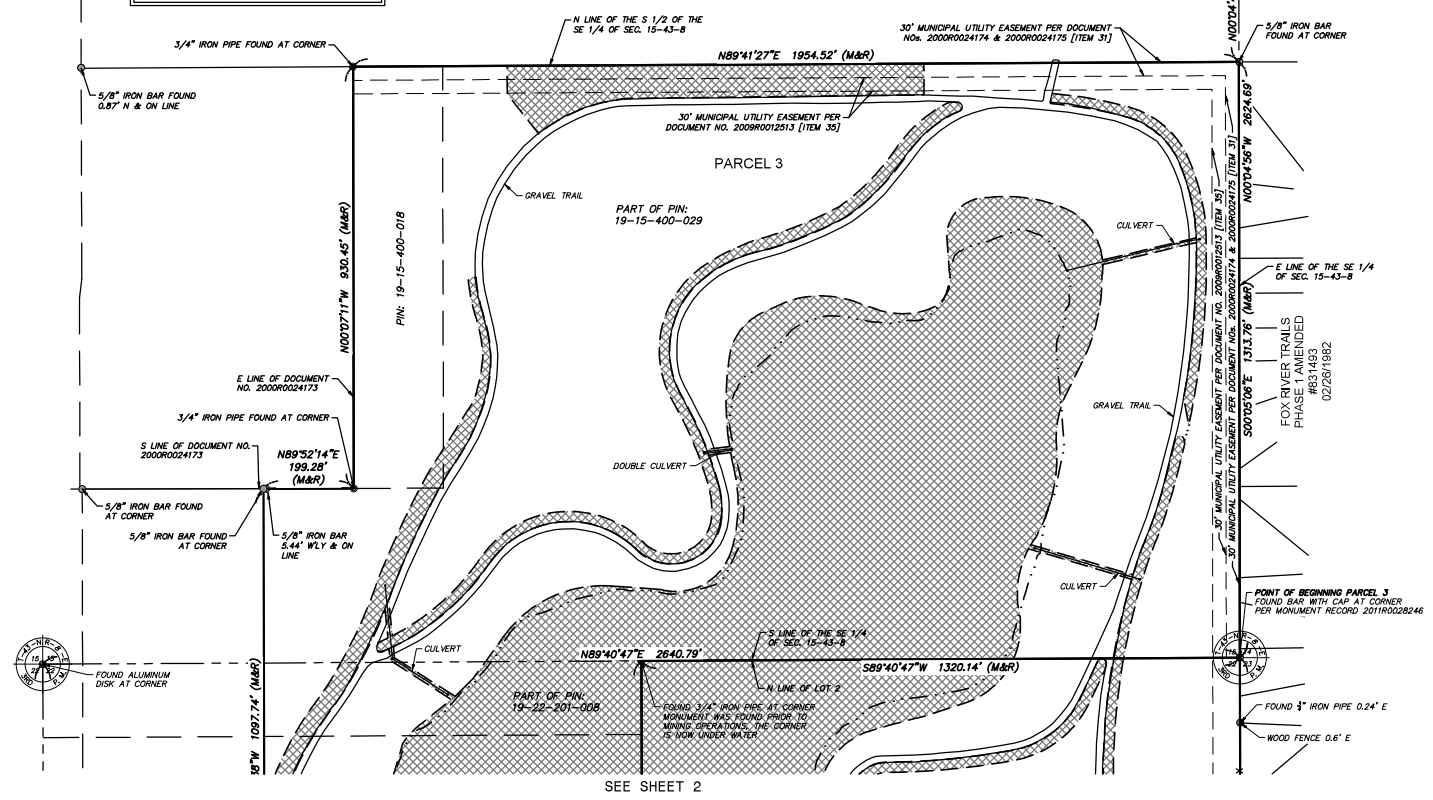 N LINE OF THE S 1/2 OF THE
SE 1/4 OF SEC. 15-43-8
30' MUNICIPAL UTILITY EASEMENT PER DOCUMENT
NOs. 2000R0024174 & 2000R0024175 [ITEM 31]
N00°04'
5/8" IRON BAR
FOUND AT CORNER
3/4" IRON PIPE FOUND AT CORNER
N89°41'27"E 1954.52' (M&R)
5/8" IRON BAR FOUND
0.87' N & ON LINE
30' MUNICIPAL UTILITY EASEMENT PER
DOCUMENT NO. 2009R0012513 [ITEM 35]
N00°04'56"W 2624.69'
PARCEL 3
GRAVEL TRAIL
PART OF PIN:
19-15-400-029
PIN: 19-15-400-018
N00°07'11"W 930.45' (M&R)
CULVERT
E LINE OF THE SE 1/4
OF SEC. 15-43-8
30' MUNICIPAL UTILITY EASEMENT PER DOCUMENT NO. 2009R0012513 [ITEM 35]
30' MUNICIPAL UTILITY EASEMENT PER DOCUMENT NOs. 2000R0024174 & 2000R0024175 [ITEM 31]
S00°05'06"E 1313.76' (M&R)
FOX RIVER TRAILS
PHASE 1 AMENDED
#831493
02/26/1982
E LINE OF DOCUMENT
NO. 2000R0024173
3/4" IRON PIPE FOUND AT CORNER
GRAVEL TRAIL
S LINE OF DOCUMENT NO.
2000R0024173
N89°52'14"E
199.28'
(M&R)
DOUBLE CULVERT
5/8" IRON BAR FOUND
AT CORNER
5/8" IRON BAR FOUND
AT CORNER
5/8" IRON BAR
5.44' W'LY & ON
LINE
CULVERT
POINT OF BEGINNING PARCEL 3
FOUND BAR WITH CAP AT CORNER
PER MONUMENT RECORD 2011R0028246
S LINE OF THE SE 1/4
OF SEC. 15-43-8
T-43-N R-8-E
3RD P.M.
CULVERT
N89°40'47"E 2640.79'
S89°40'47"W 1320.14' (M&R)
FOUND ALUMINUM
DISK AT CORNER
N LINE OF LOT 2
PART OF PIN:
19-22-201-008
FOUND 3/4" IRON PIPE AT CORNER
MONUMENT WAS FOUND PRIOR TO
MINING OPERATIONS, THE CORNER
IS NOW UNDER WATER
FOUND 3/4" IRON PIPE 0.24' E
WOOD FENCE 0.6' E
38"W 1097.74' (M&R)
SEE SHEET 2